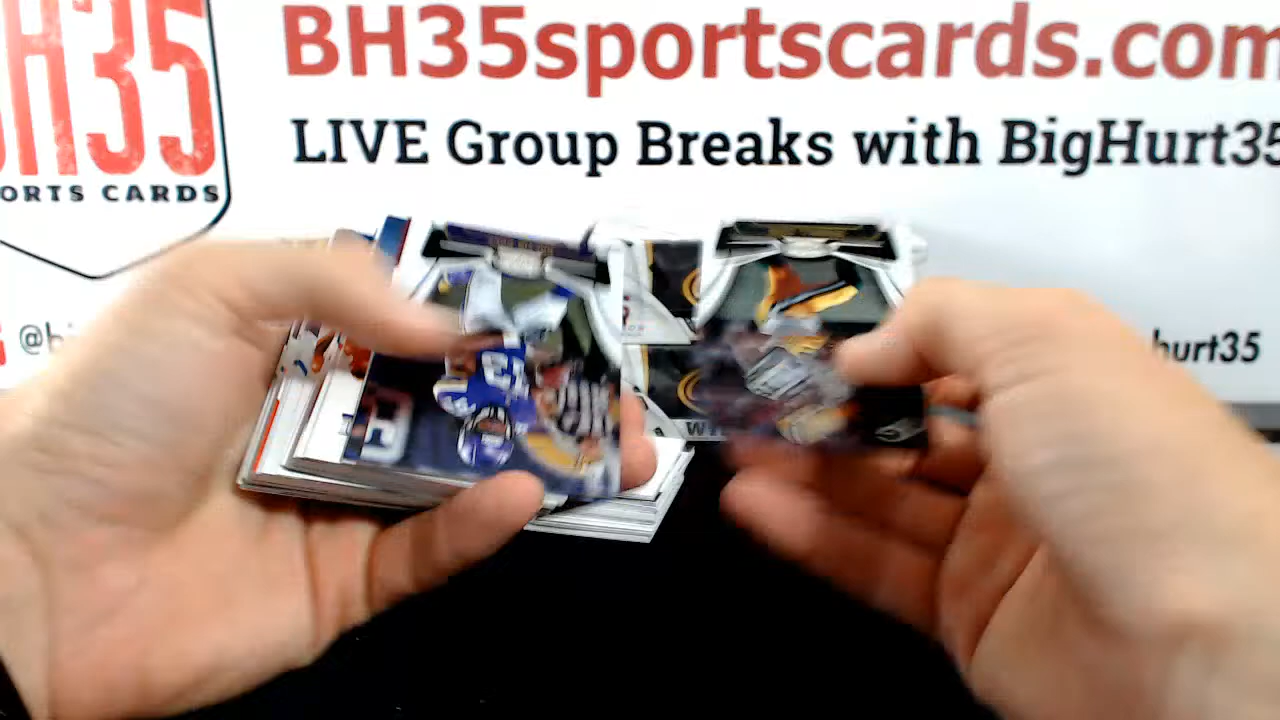 BH35sportscards.com
LIVE Group Breaks with BigHurt35
H35
ORTS CARDS
@b
hurt35